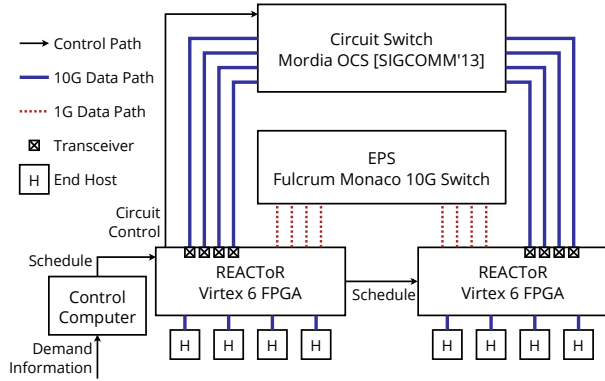 Control Path
10G Data Path
1G Data Path
Transceiver
H
End Host
Circuit Switch
Mordia OCS [SIGCOMM'13]
EPS
Fulcrum Monaco 10G Switch
Circuit
Control
Schedule
Control
Computer
Demand
Information
REACToR
Virtex 6 FPGA
Schedule
REACToR
Virtex 6 FPGA
H H H H
H H H H